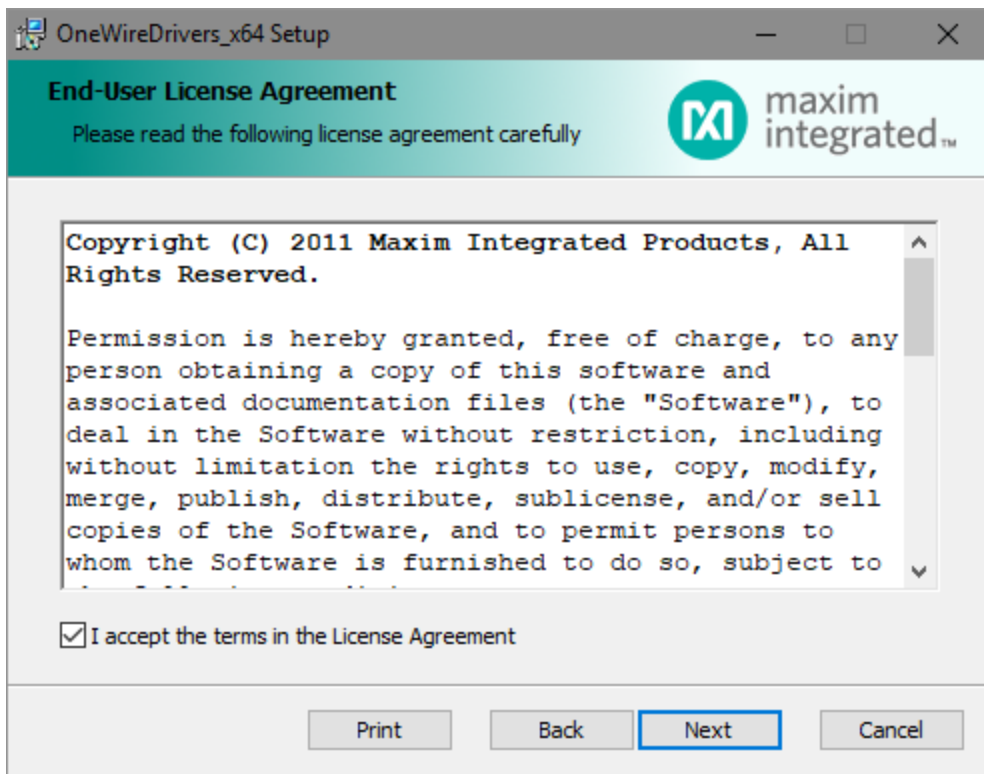 OneWireDrivers_x64 Setup
End-User License Agreement
Please read the following license agreement carefully
maxim
integrated™
Copyright (C) 2011 Maxim Integrated Products, All
Rights Reserved.
Permission is hereby granted, free of charge, to any
person obtaining a copy of this software and
associated documentation files (the "Software"), to
deal in the Software without restriction, including
without limitation the rights to use, copy, modify,
merge, publish, distribute, sublicense, and/or sell
copies of the Software, and to permit persons to
whom the Software is furnished to do so, subject to
I accept the terms in the License Agreement
Print
Back
Next
Cancel